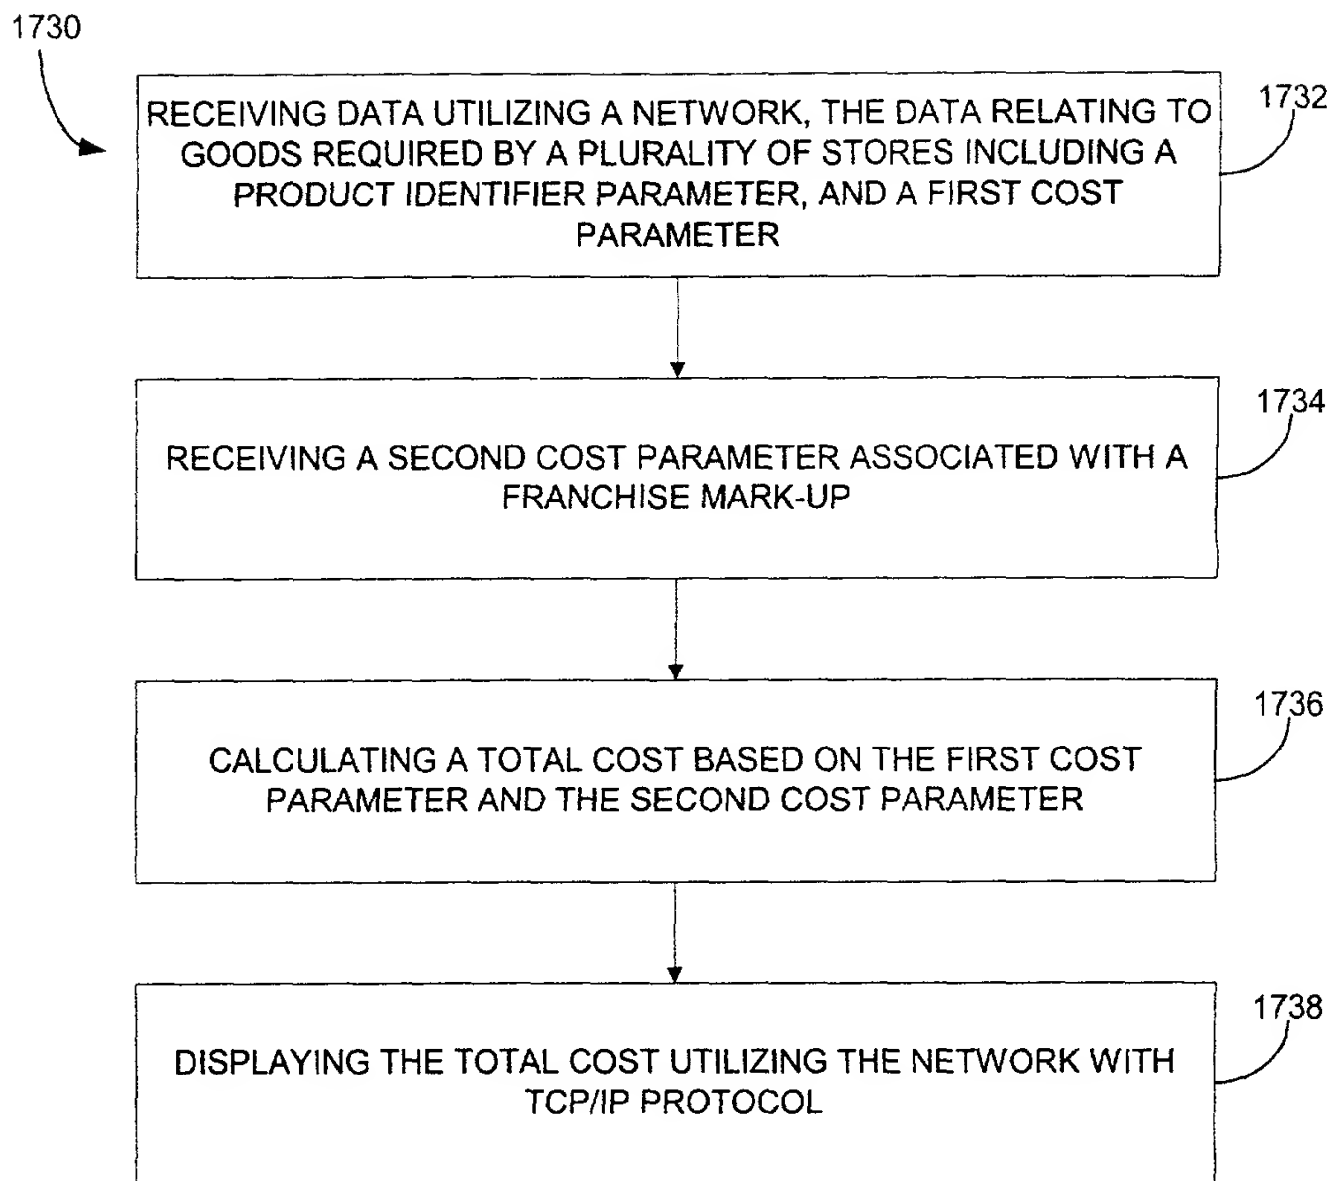 1730
RECEIVING DATA UTILIZING A NETWORK, THE DATA RELATING TO
GOODS REQUIRED BY A PLURALITY OF STORES INCLUDING A
PRODUCT IDENTIFIER PARAMETER, AND A FIRST COST
PARAMETER
1732
RECEIVING A SECOND COST PARAMETER ASSOCIATED WITH A
FRANCHISE MARK-UP
1734
CALCULATING A TOTAL COST BASED ON THE FIRST COST
PARAMETER AND THE SECOND COST PARAMETER
1736
DISPLAYING THE TOTAL COST UTILIZING THE NETWORK WITH
TCP/IP PROTOCOL
1738